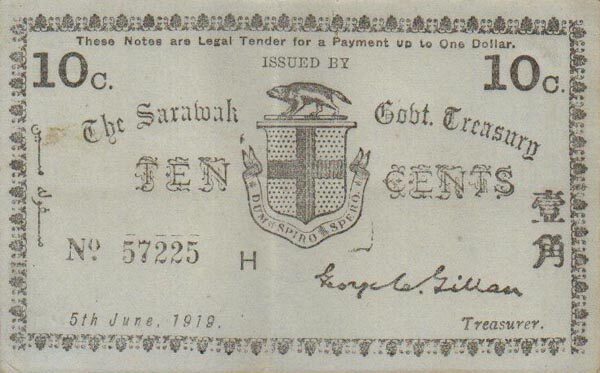 These Notes are Legal Tender for a Payment up to One Dollar.
10c.
ISSUED BY
10c.
The Sarawak Govt. Treasury
TEN CENTS
DUM SPIRO SPERO
壹角
No 57225
H
George C. Gillan
5th June, 1919.
Treasurer.